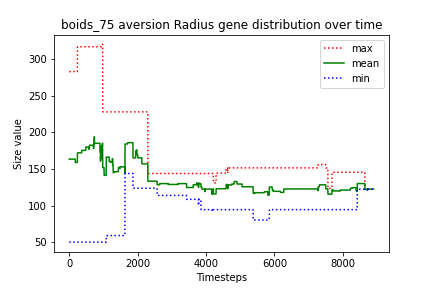 boids_75 aversion Radius gene distribution over time
max
mean
min
Size value
300
250
200
150
100
50
0
2000
4000
6000
8000
Timesteps